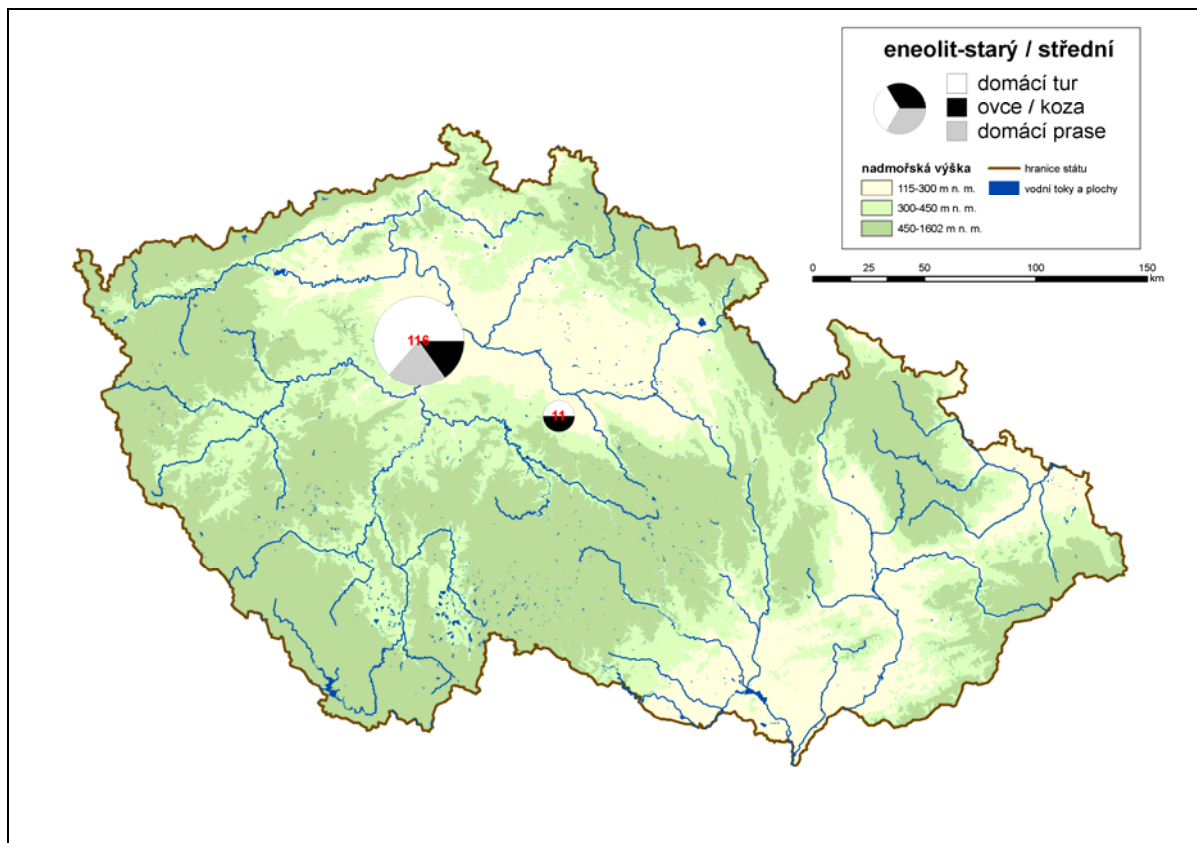 eneolit-starý / střední
domácí tur
ovce / koza
domácí prase
nadmořská výška
115-300 m n. m.
300-450 m n. m.
450-1602 m n. m.
hranice státu
vodní toky a plochy
0 25 50 100 150
km
116
11